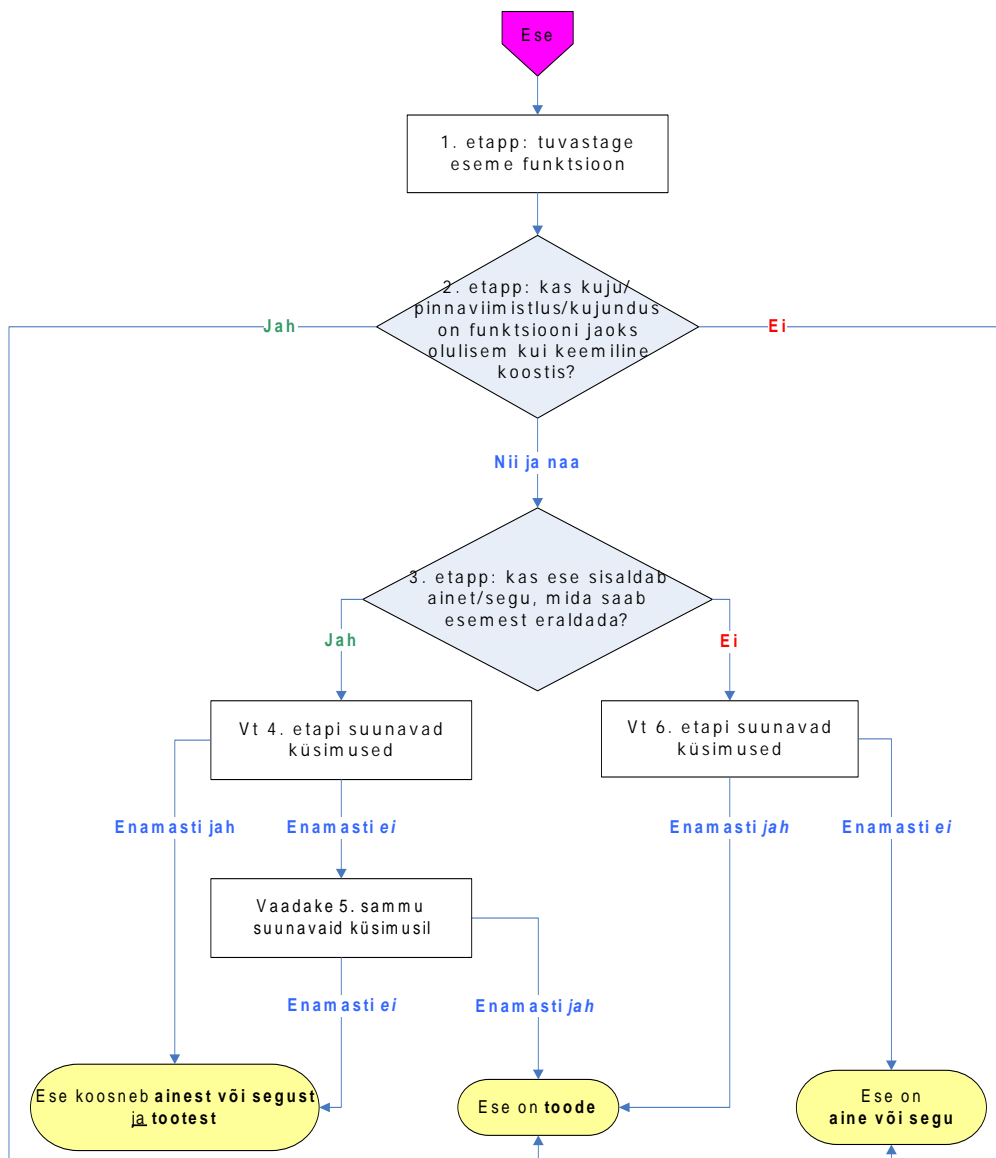 Ese
1. etapp: tuvastage
eseme funktsioon
2. etapp: kas kuju/
pinnaviimistlus/kujundus
on funktsiooni jaoks
olulisem kui keemiline
koostis?
Jah
Ei
Nii ja naa
3. etapp: kas ese sisaldab
ainet/segu, mida saab
esemest eraldada?
Jah
Ei
Vt 4. etapi suunavad
küsimused
Vt 6. etapi suunavad
küsimused
Enamasti jah
Enamasti ei
Enamasti jah
Enamasti ei
Vaadake 5. sammu
suunavaid küsimusil
Enamasti ei
Enamasti jah
Ese koosneb ainest või segust
ja tootest
Ese on toode
Ese on
aine või segu